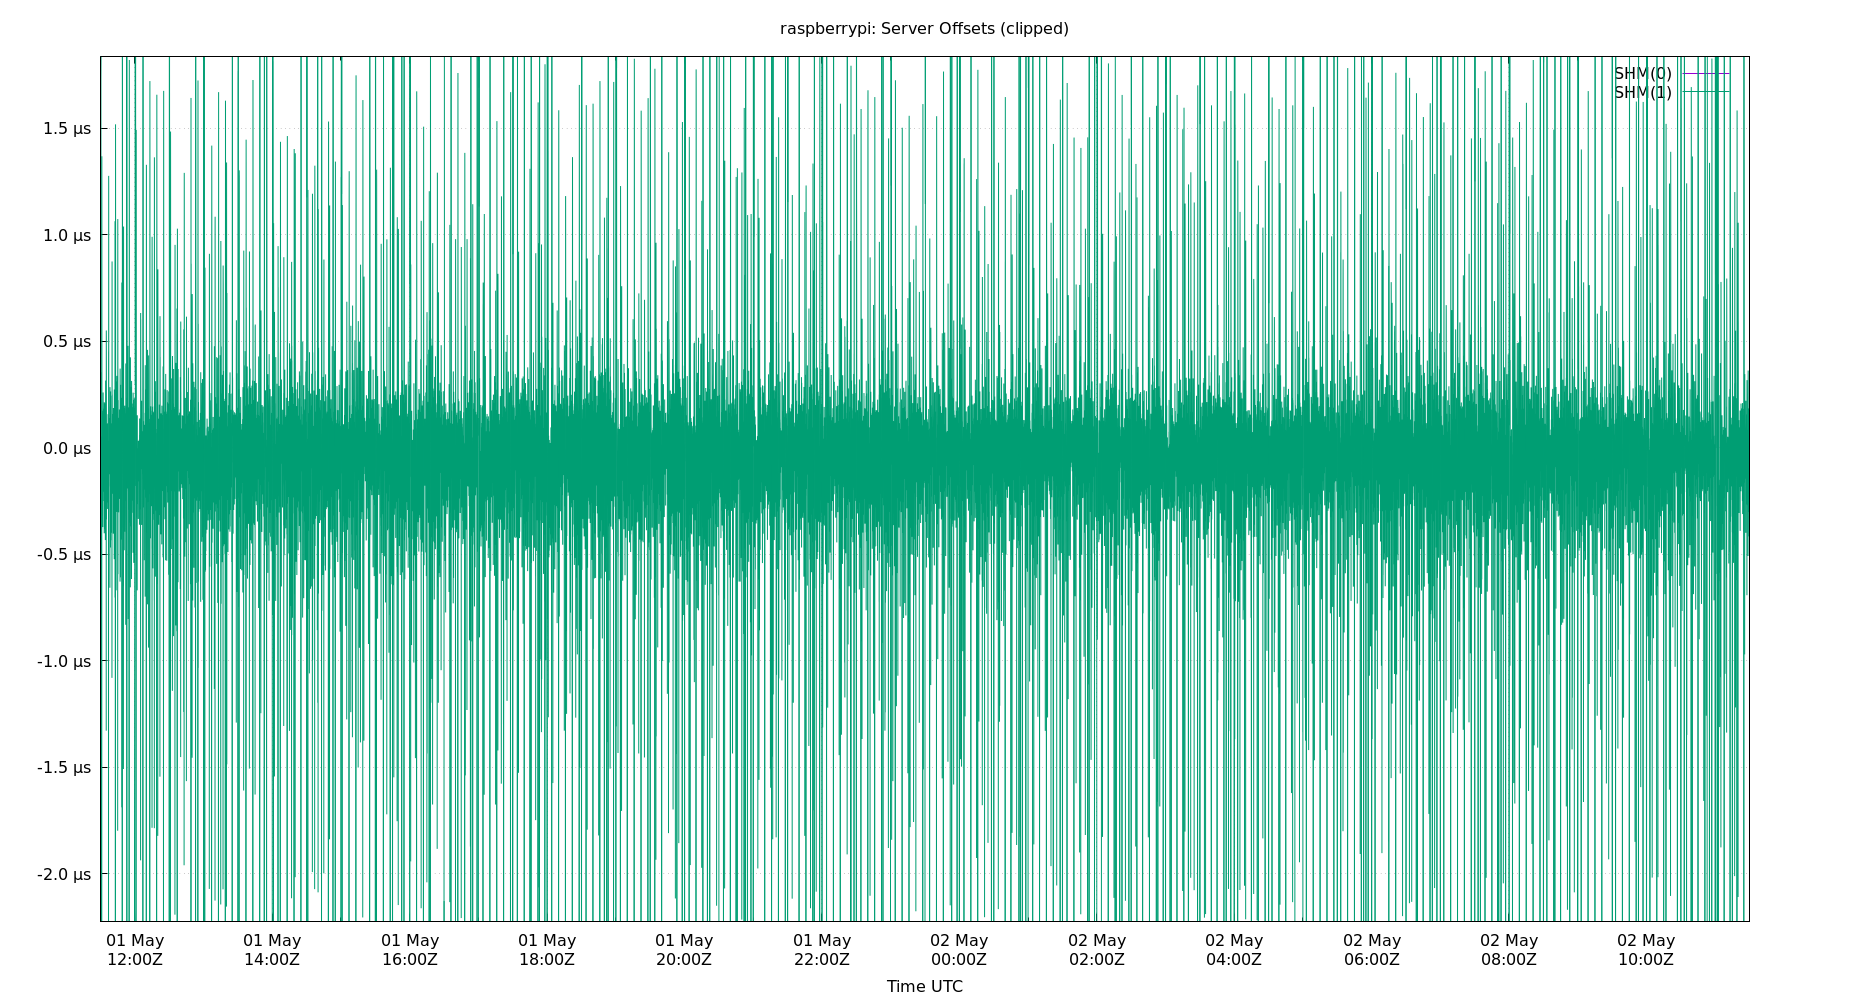 raspberrypi: Server Offsets (clipped)
SHM(0)
SHM(1)
1.5 µs
1.0 µs
0.5 µs
0.0 µs
-0.5 µs
-1.0 µs
-1.5 µs
-2.0 µs
01 May 01 May 01 May 01 May 01 May 01 May 02 May 02 May 02 May 02 May 02 May 02 May
12:00Z 14:00Z 16:00Z 18:00Z 20:00Z 22:00Z 00:00Z 02:00Z 04:00Z 06:00Z 08:00Z 10:00Z
Time UTC